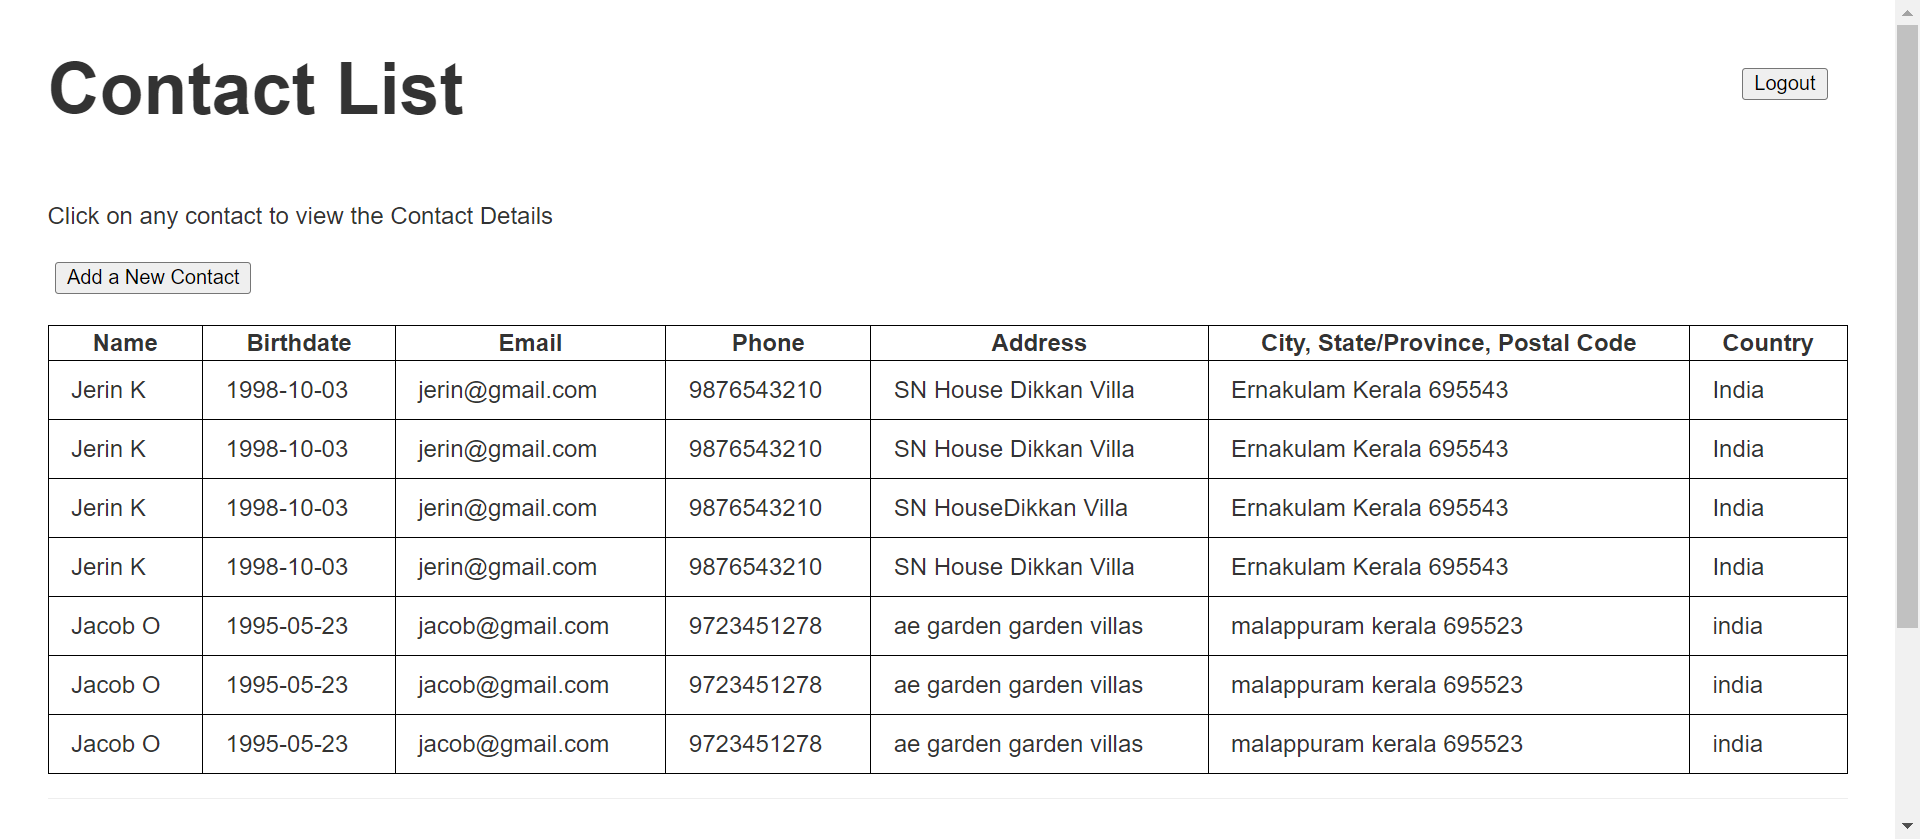 Contact List
Logout
Click on any contact to view the Contact Details
Add a New Contact
Name Birthdate Email Phone Address City, State/Province, Postal Code Country
Jerin K 1998-10-03 jerin@gmail.com 9876543210 SN House Dikkan Villa Ernakulam Kerala 695543 India
Jerin K 1998-10-03 jerin@gmail.com 9876543210 SN House Dikkan Villa Ernakulam Kerala 695543 India
Jerin K 1998-10-03 jerin@gmail.com 9876543210 SN HouseDikkan Villa Ernakulam Kerala 695543 India
Jerin K 1998-10-03 jerin@gmail.com 9876543210 SN House Dikkan Villa Ernakulam Kerala 695543 India
Jacob O 1995-05-23 jacob@gmail.com 9723451278 ae garden garden villas malappuram kerala 695523 india
Jacob O 1995-05-23 jacob@gmail.com 9723451278 ae garden garden villas malappuram kerala 695523 india
Jacob O 1995-05-23 jacob@gmail.com 9723451278 ae garden garden villas malappuram kerala 695523 india